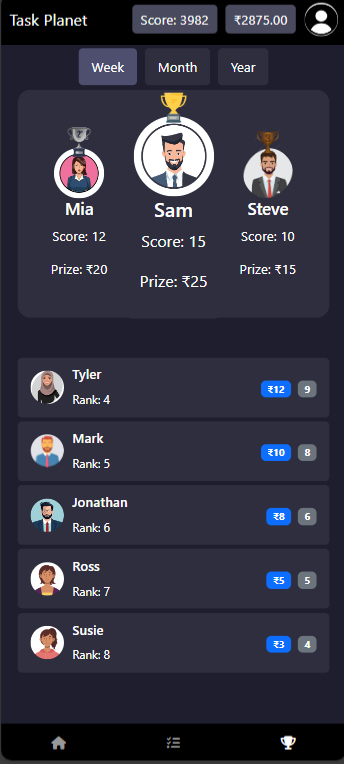 Task Planet
Score: 3982
₹2875.00
Week
Month
Year
Mia
Score: 12
Prize: ₹20
Sam
Score: 15
Prize: ₹25
Steve
Score: 10
Prize: ₹15
Tyler
Rank: 4
₹12
9
Mark
Rank: 5
₹10
8
Jonathan
Rank: 6
₹8
6
Ross
Rank: 7
₹5
5
Susie
Rank: 8
₹3
4